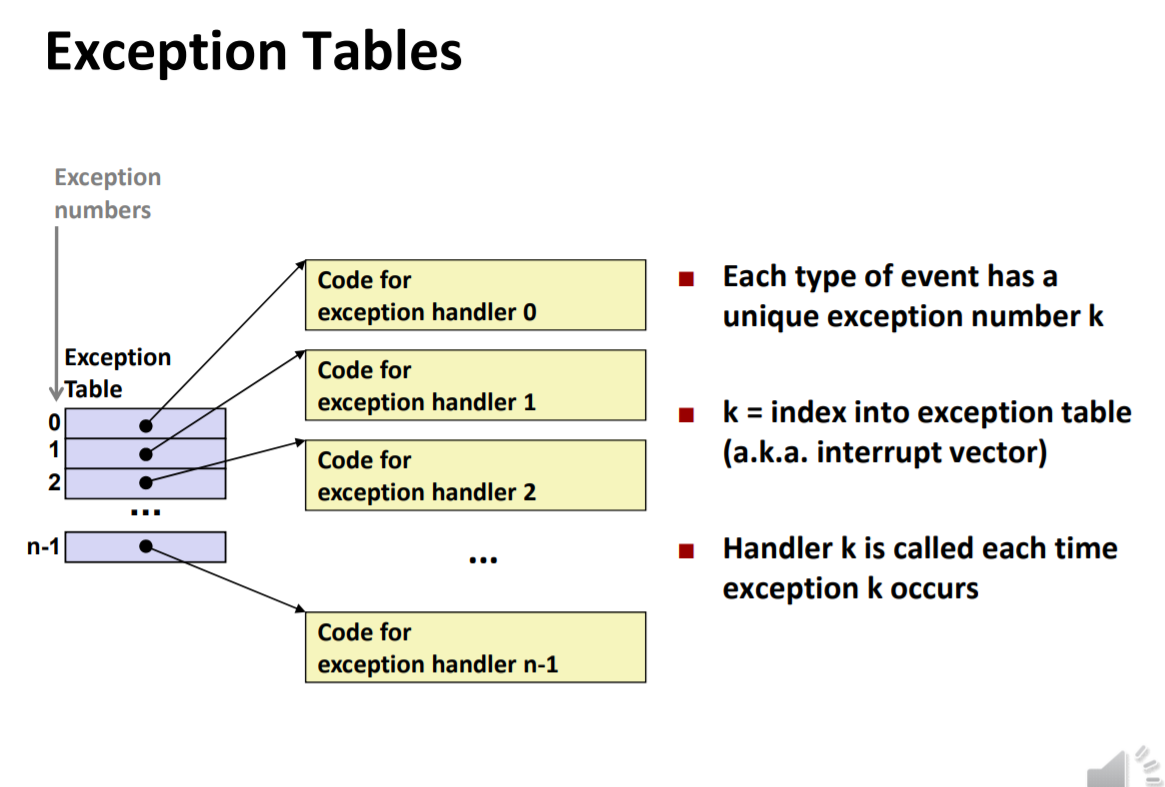 Exception Tables
Exception
numbers
Exception
Table
0
1
2
...
n-1
Code for
exception handler 0
Code for
exception handler 1
Code for
exception handler 2
...
Code for
exception handler n-1
Each type of event has a
unique exception number k
k = index into exception table
(a.k.a. interrupt vector)
Handler k is called each time
exception k occurs